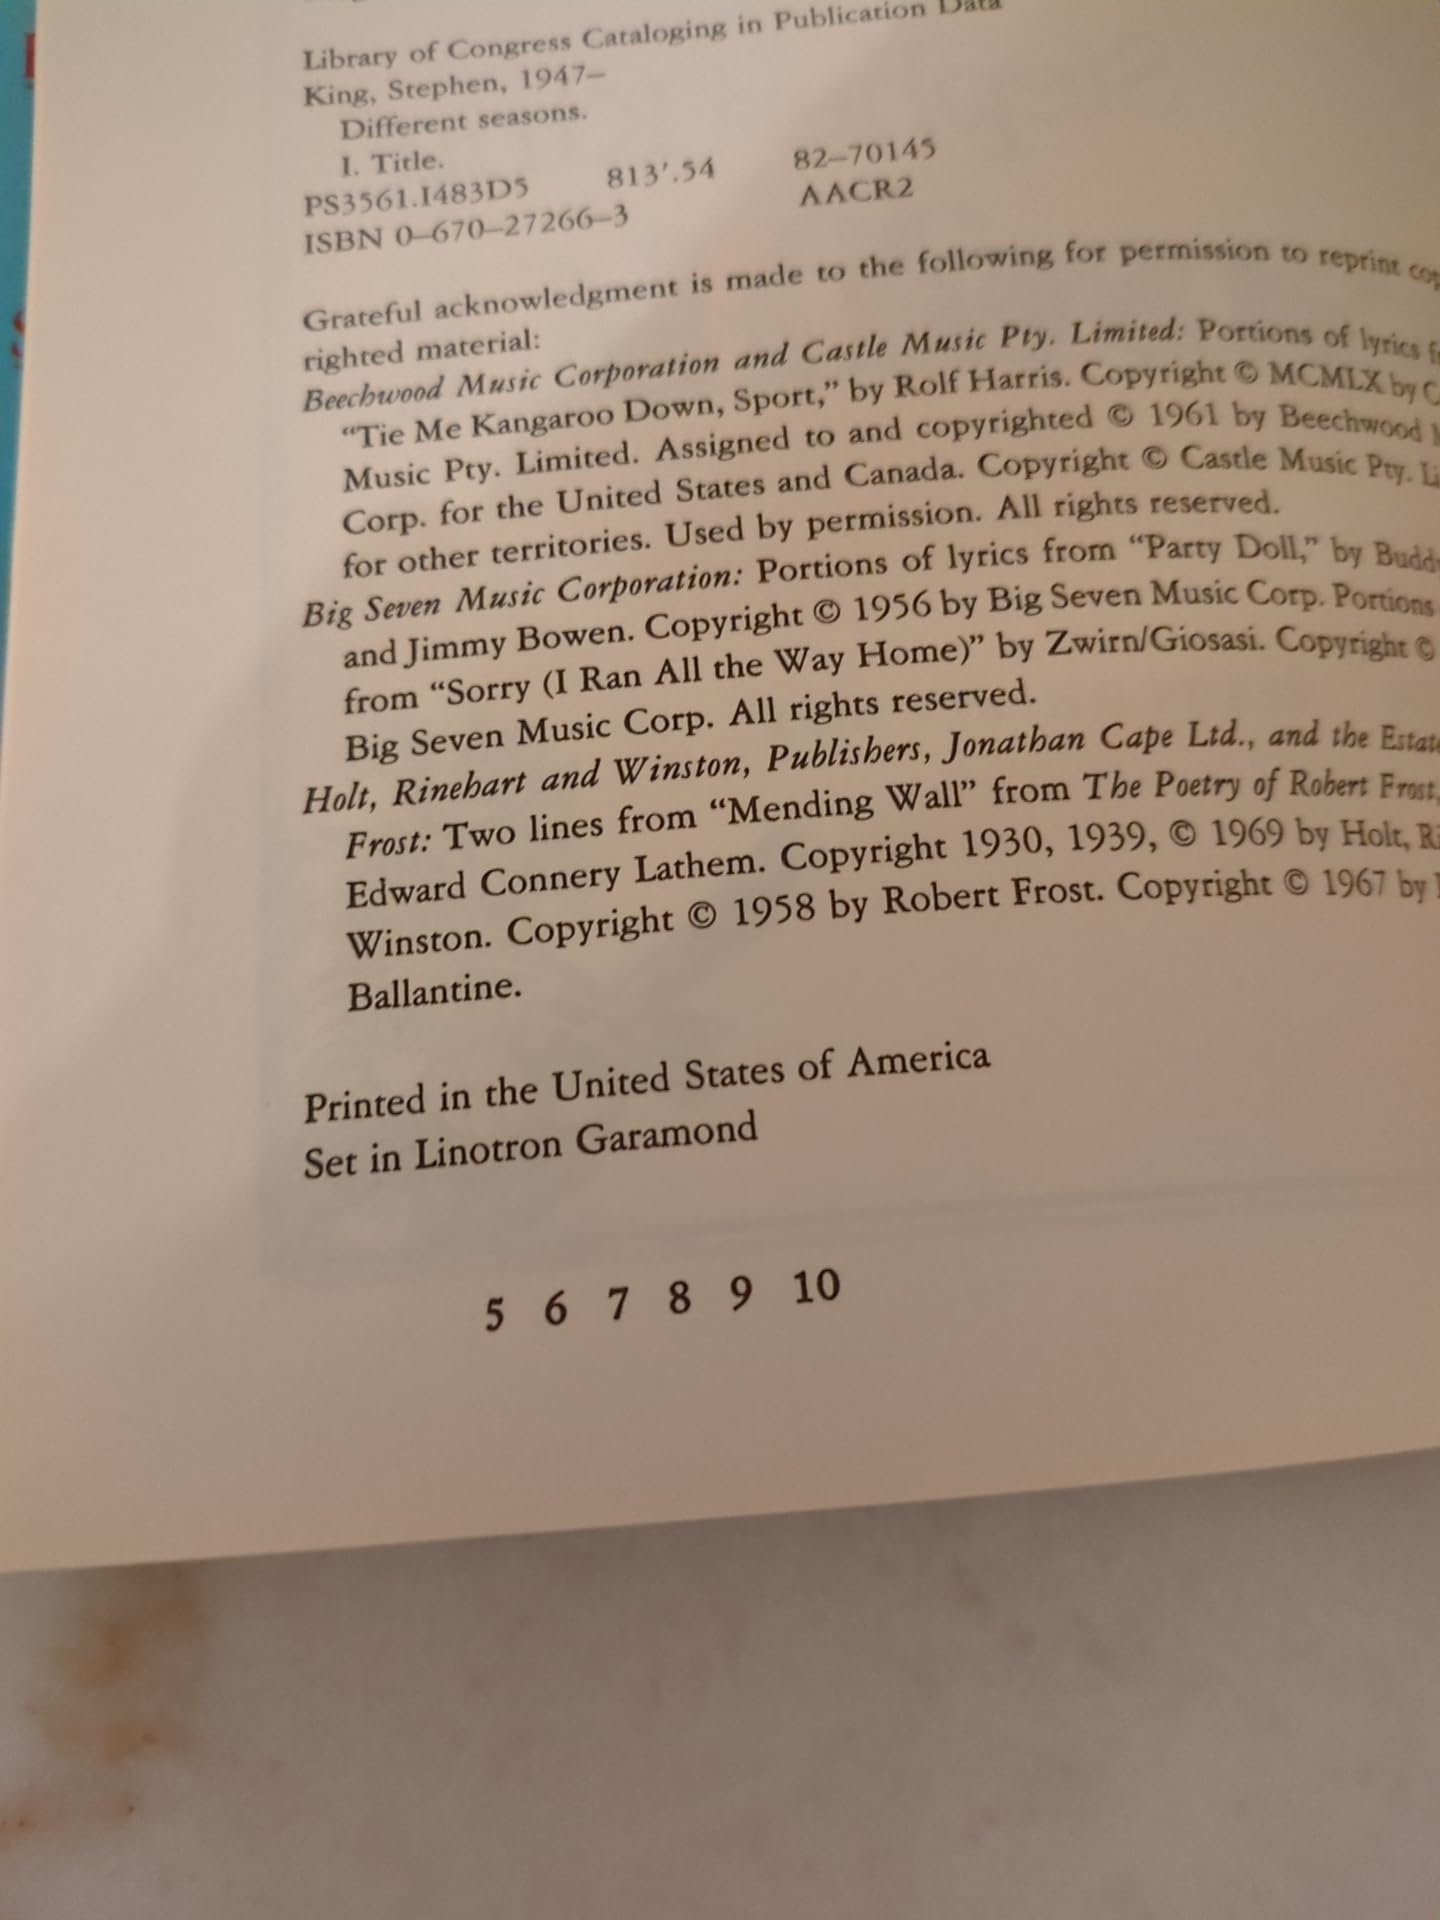 Library of Congress Cataloging in Publication Data
King, Stephen, 1947–
Different seasons.
I. Title.
PS3561.I483D5 813′.54 82–70145
ISBN 0–670–27266–3 AACR2
Grateful acknowledgment is made to the following for permission to reprint cop
righted material:
Beechwood Music Corporation and Castle Music Pty. Limited: Portions of lyrics f
“Tie Me Kangaroo Down, Sport,” by Rolf Harris. Copyright © MCMLX by C
Music Pty. Limited. Assigned to and copyrighted © 1961 by Beechwood
Corp. for the United States and Canada. Copyright © Castle Music Pty. Li
for other territories. Used by permission. All rights reserved.
Big Seven Music Corporation: Portions of lyrics from “Party Doll,” by Budd
and Jimmy Bowen. Copyright © 1956 by Big Seven Music Corp. Portions
from “Sorry (I Ran All the Way Home)” by Zwirn/Giosasi. Copyright ©
Big Seven Music Corp. All rights reserved.
Holt, Rinehart and Winston, Publishers, Jonathan Cape Ltd., and the Estate
Frost: Two lines from “Mending Wall” from The Poetry of Robert Frost,
Edward Connery Lathem. Copyright 1930, 1939, © 1969 by Holt, Ri
Winston. Copyright © 1958 by Robert Frost. Copyright © 1967 by
Ballantine.
Printed in the United States of America
Set in Linotron Garamond
5 6 7 8 9 10